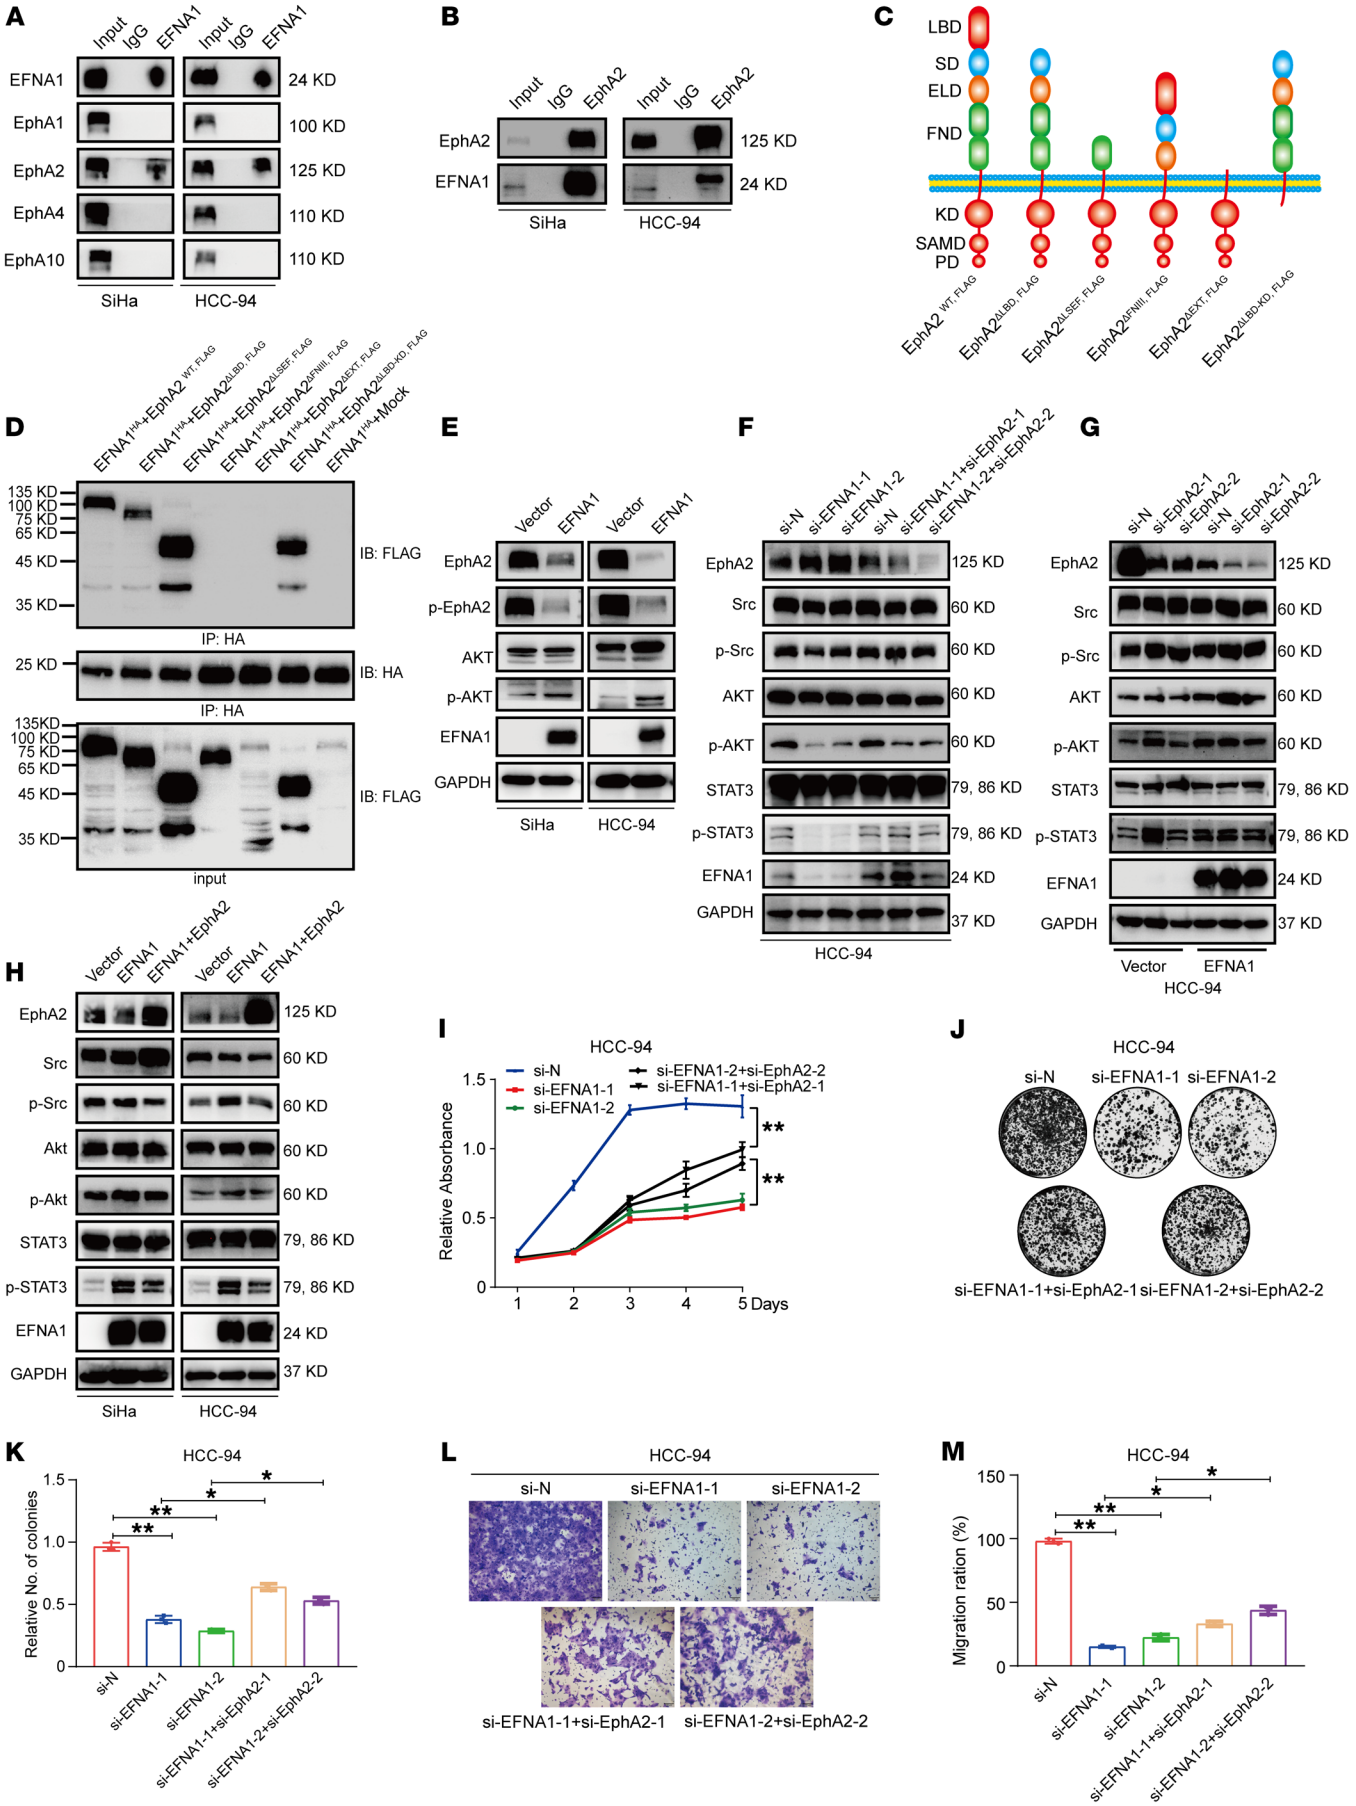 A
Input
IgG
EFNA1
Input
IgG
EFNA1
EFNA1
24 KD
EphA1
100 KD
EphA2
125 KD
EphA4
110 KD
EphA10
110 KD
SiHa
HCC-94
B
Input
IgG
EphA2
Input
IgG
EphA2
EphA2
125 KD
EFNA1
24 KD
SiHa
HCC-94
C
LBD
SD
ELD
FND
KD
SAMD
PD
EphA2 WT, FLAG
EphA2ΔLBD, FLAG
EphA2ΔLSEF, FLAG
EphA2ΔFNIII, FLAG
EphA2ΔEXT, FLAG
EphA2ΔLBD-KD, FLAG
D
EFNA1HA+EphA2 WT, FLAG
EFNA1HA+EphA2ΔLBD, FLAG
EFNA1HA+EphA2ΔLSEF, FLAG
EFNA1HA+EphA2ΔFNIII, FLAG
EFNA1HA+EphA2ΔEXT, FLAG
EFNA1HA+EphA2ΔLBD-KD, FLAG
EFNA1HA+Mock
135 KD
100 KD
75 KD
65 KD
45 KD
35 KD
IB: FLAG
IP: HA
25 KD
IB: HA
IP: HA
135KD
100 KD
75 KD
65 KD
45 KD
35 KD
IB: FLAG
input
E
Vector
EFNA1
Vector
EFNA1
EphA2
p-EphA2
AKT
p-AKT
EFNA1
GAPDH
SiHa
HCC-94
F
si-N
si-EFNA1-1
si-EFNA1-2
si-N
si-EFNA1-1+si-EphA2-1
si-EFNA1-2+si-EphA2-2
EphA2
125 KD
Src
60 KD
p-Src
60 KD
AKT
60 KD
p-AKT
60 KD
STAT3
79, 86 KD
p-STAT3
79, 86 KD
EFNA1
24 KD
GAPDH
37 KD
HCC-94
G
si-N
si-EphA2-1
si-EphA2-2
si-N
si-EphA2-1
si-EphA2-2
EphA2
125 KD
Src
60 KD
p-Src
60 KD
AKT
60 KD
p-AKT
60 KD
STAT3
79, 86 KD
p-STAT3
79, 86 KD
EFNA1
24 KD
GAPDH
37 KD
Vector
EFNA1
HCC-94
H
Vector
EFNA1
EFNA1+EphA2
Vector
EFNA1
EFNA1+EphA2
EphA2
125 KD
Src
60 KD
p-Src
60 KD
Akt
60 KD
p-Akt
60 KD
STAT3
79, 86 KD
p-STAT3
79, 86 KD
EFNA1
24 KD
GAPDH
37 KD
SiHa
HCC-94
I
HCC-94
si-N
si-EFNA1-1
si-EFNA1-2
si-EFNA1-2+si-EphA2-2
si-EFNA1-1+si-EphA2-1
Relative Absorbance
1.5
1.0
0.5
0
**
**
1 2 3 4 5 Days
J
HCC-94
si-N
si-EFNA1-1
si-EFNA1-2
si-EFNA1-1+si-EphA2-1
si-EFNA1-2+si-EphA2-2
K
HCC-94
Relative No. of colonies
1.5
1.0
0.5
0
*
*
**
**
si-N
si-EFNA1-1
si-EFNA1-2
si-EFNA1-1+si-EphA2-1
si-EFNA1-2+si-EphA2-2
L
HCC-94
si-N
si-EFNA1-1
si-EFNA1-2
si-EFNA1-1+si-EphA2-1
si-EFNA1-2+si-EphA2-2
M
HCC-94
Migration ration (%)
150
100
50
0
*
*
**
**
si-N
si-EFNA1-1
si-EFNA1-2
si-EFNA1-1+si-EphA2-1
si-EFNA1-2+si-EphA2-2